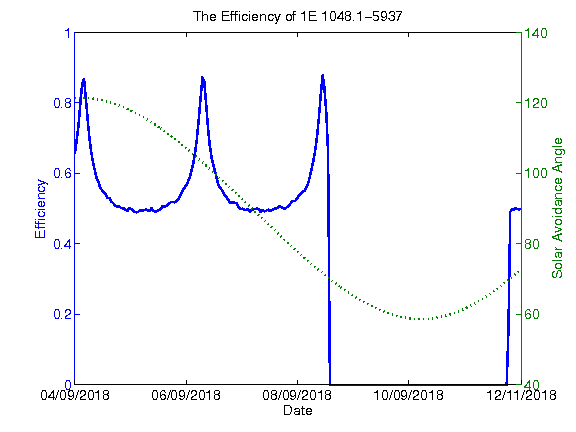 The Efficiency of 1E 1048.1−5937
1 140
0.8 120
0.6 100
0.4 80
0.2 60
0 40
Efficiency
Solar Avoidance Angle
04/09/2018 06/09/2018 08/09/2018 10/09/2018 12/11/2018
Date